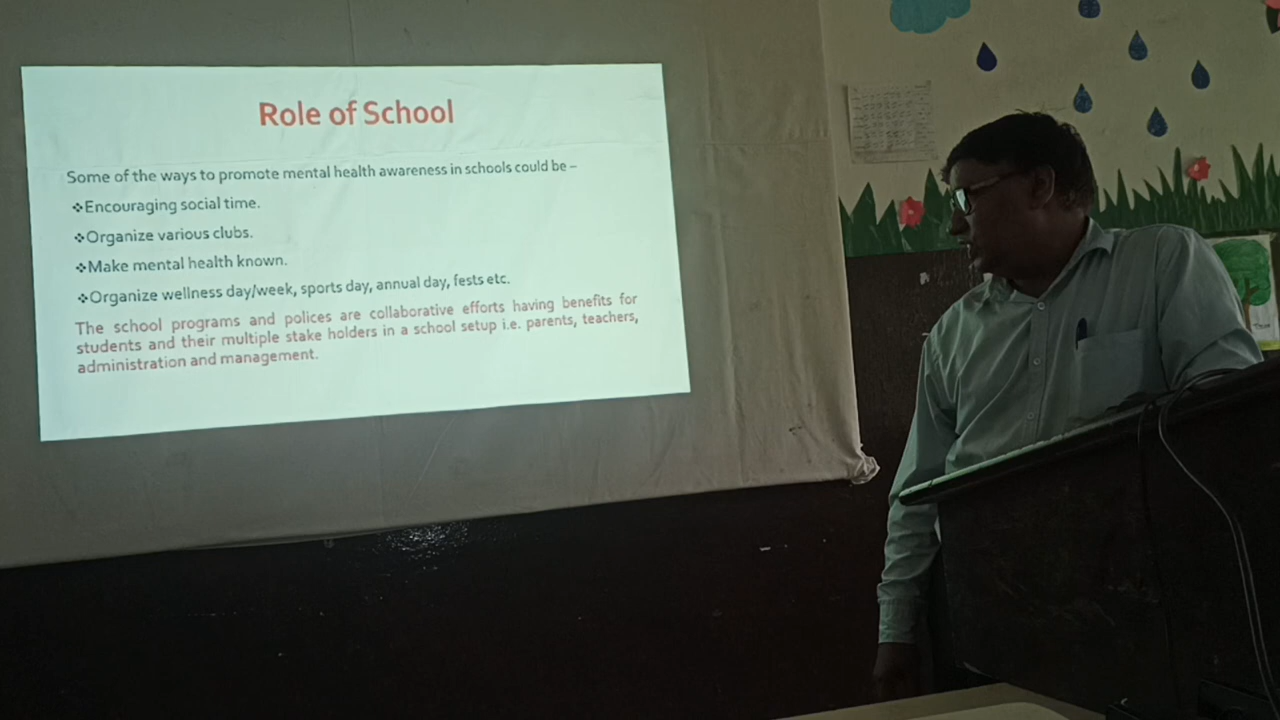 Role of School
Some of the ways to promote mental health awareness in schools could be –
❖Encouraging social time.
❖Organize various clubs.
❖Make mental health known.
❖Organize wellness day/week, sports day, annual day, fests etc.
The school programs and polices are collaborative efforts having benefits for
students and their multiple stake holders in a school setup i.e. parents, teachers,
administration and management.